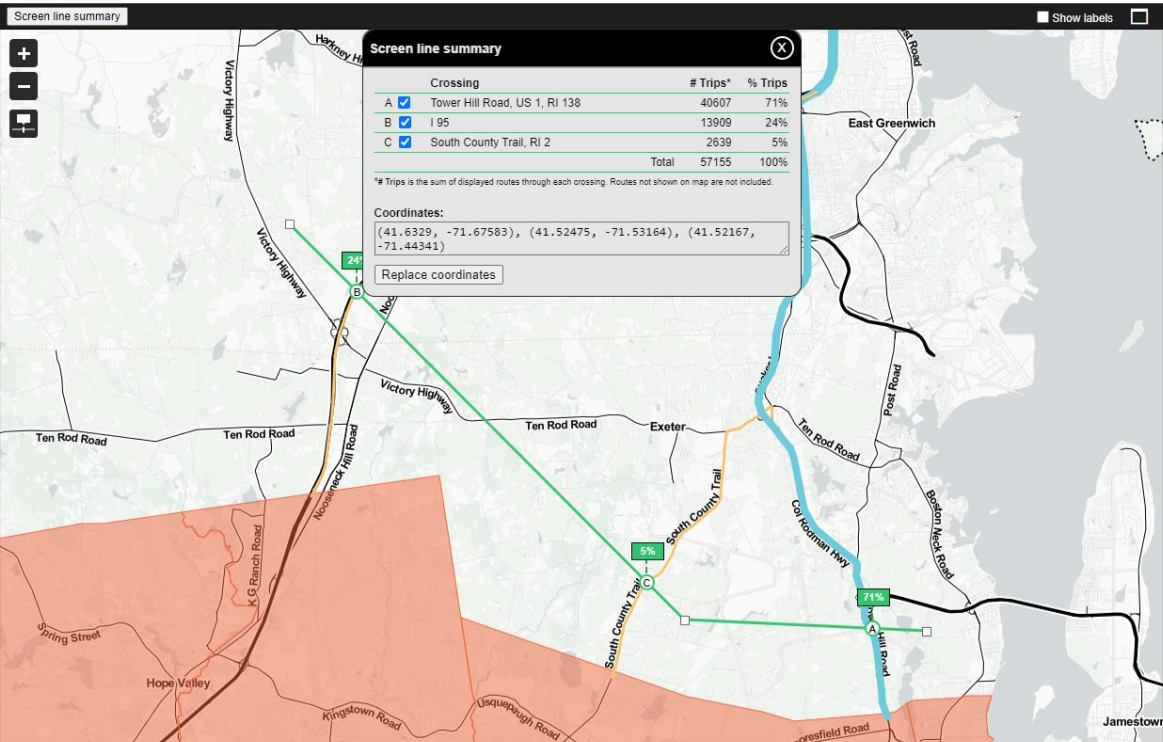 Screen line summary
Show labels
+
−
Screen line summary
X
Crossing # Trips* % Trips
A Tower Hill Road, US 1, RI 138 40607 71%
B I 95 13909 24%
C South County Trail, RI 2 2639 5%
Total 57155 100%
*# Trips is the sum of displayed routes through each crossing. Routes not shown on map are not included.
Coordinates:
(41.6329, -71.67583), (41.52475, -71.53164), (41.52167,
-71.44341)
Replace coordinates
Victory Highway
East Greenwich
Victory Highway
B
Victory Highway
Post Road
Ten Rod Road
Ten Rod Road
Ten Rod Road
Exeter
Ten Rod Road
Nooseneck Hill Road
South County Trail
Col Rodman Hwy
Boston Neck Road
K G Ranch Road
5%
C
71%
A
Hill Road
South County Trail
Spring Street
Hope Valley
Kingstown Road
Usquepaugh Road
Jamestown